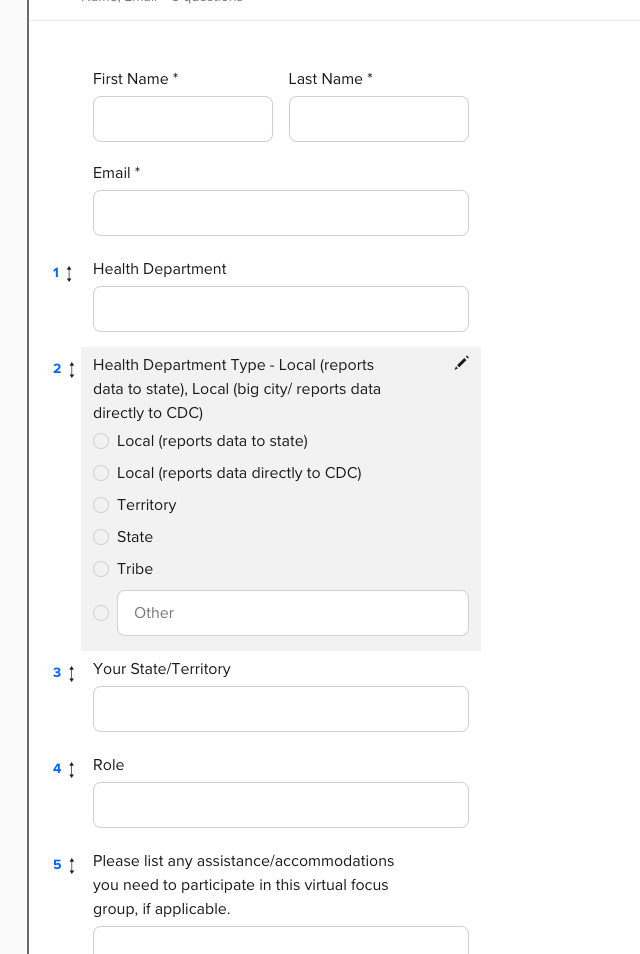 First Name * Last Name *
Email *
1 Health Department
2 Health Department Type - Local (reports
data to state), Local (big city/ reports data
directly to CDC)
Local (reports data to state)
Local (reports data directly to CDC)
Territory
State
Tribe
Other
3 Your State/Territory
4 Role
5 Please list any assistance/accommodations
you need to participate in this virtual focus
group, if applicable.